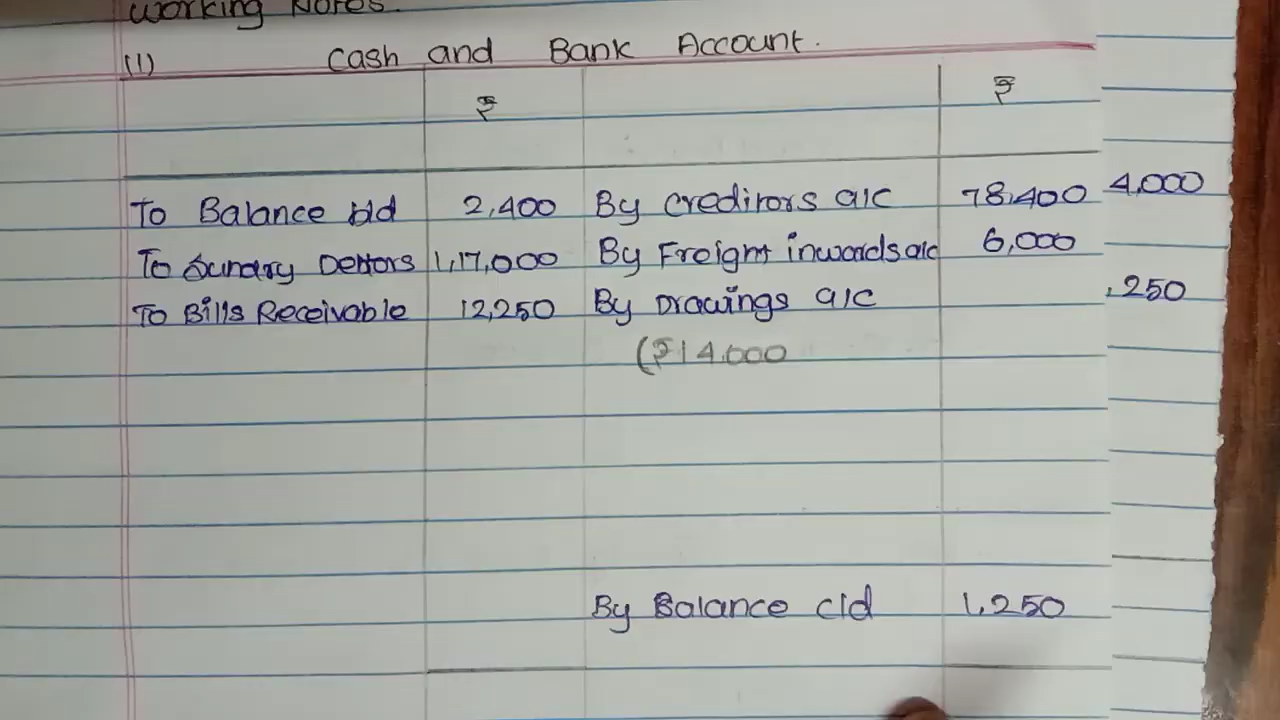 Working Notes.
(1) Cash and Bank Account.
₹ ₹
To Balance b/d 2,400 By Creditors a/c 78,400 4,000
To Sundry Debtors 1,17,000 By Freight inwards a/c 6,000
To Bills Receivable 12,250 By Drawings a/c .250
(₹14,000
By Balance c/d 1,250